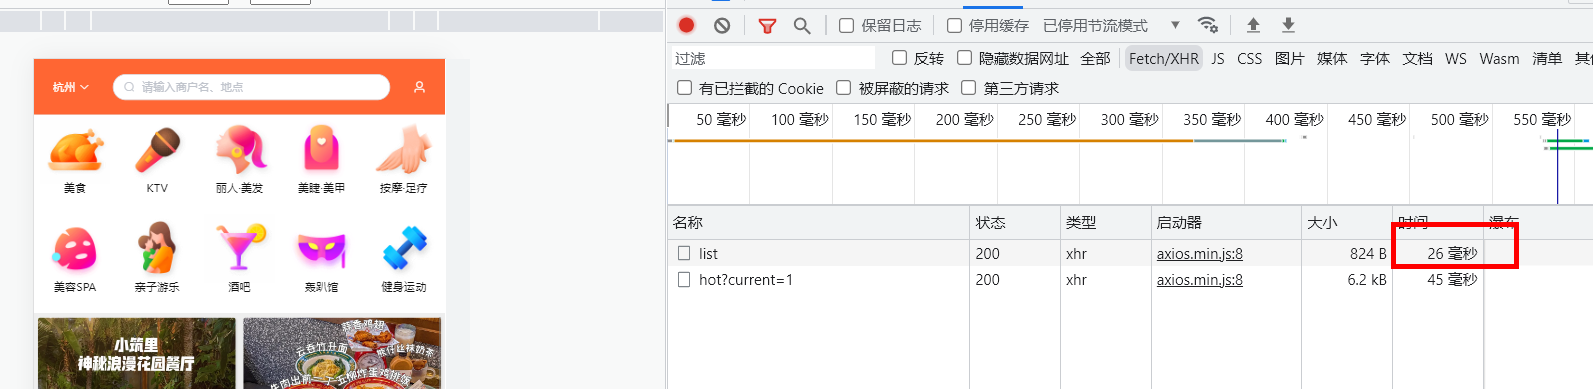 杭州
请输入商户名、地点
美食
KTV
丽人·美发
美睫·美甲
按摩·足疗
美容SPA
亲子游乐
酒吧
轰趴馆
健身运动
小筑里
神秘浪漫花园餐厅
蒜香鸡翅
保留日志
停用缓存
已停用节流模式
过滤
反转
隐藏数据网址
全部
Fetch/XHR
JS
CSS
图片
媒体
字体
文档
WS
Wasm
清单
有已拦截的 Cookie
被屏蔽的请求
第三方请求
50 毫秒
100 毫秒
150 毫秒
200 毫秒
250 毫秒
300 毫秒
350 毫秒
400 毫秒
450 毫秒
500 毫秒
550 毫秒
名称
状态
类型
启动器
大小
时间
瀑布
list
200
xhr
axios.min.js:8
824 B
26 毫秒
hot?current=1
200
xhr
axios.min.js:8
6.2 kB
45 毫秒